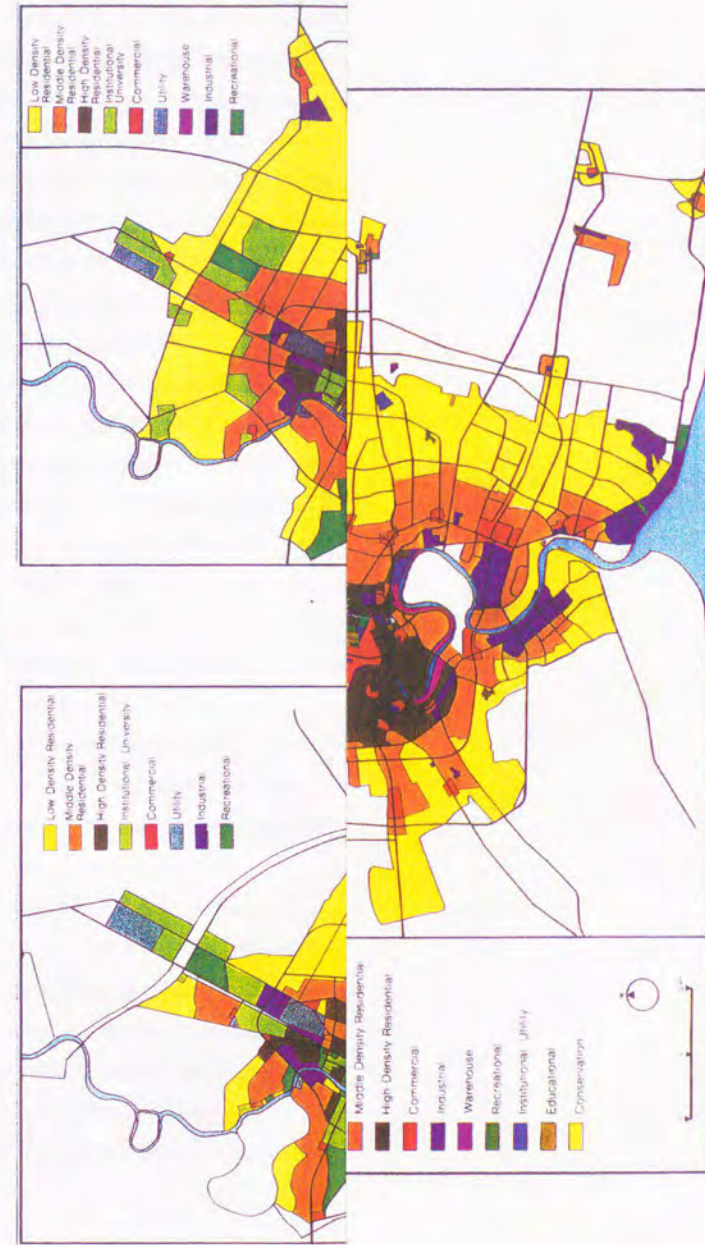 Low Density
Residential
Middle Density
Residential
High Density
Residential
Institutional
University
Commercial
Utility
Warehouse
Industrial
Recreational
Low Density Residential
Middle Density
Residential
High Density Residential
Institutional University
Commercial
Utility
Industrial
Recreational
Middle Density Residential
High Density Residential
Commercial
Industrial
Warehouse
Recreational
Institutional Utility
Educational
Conservation